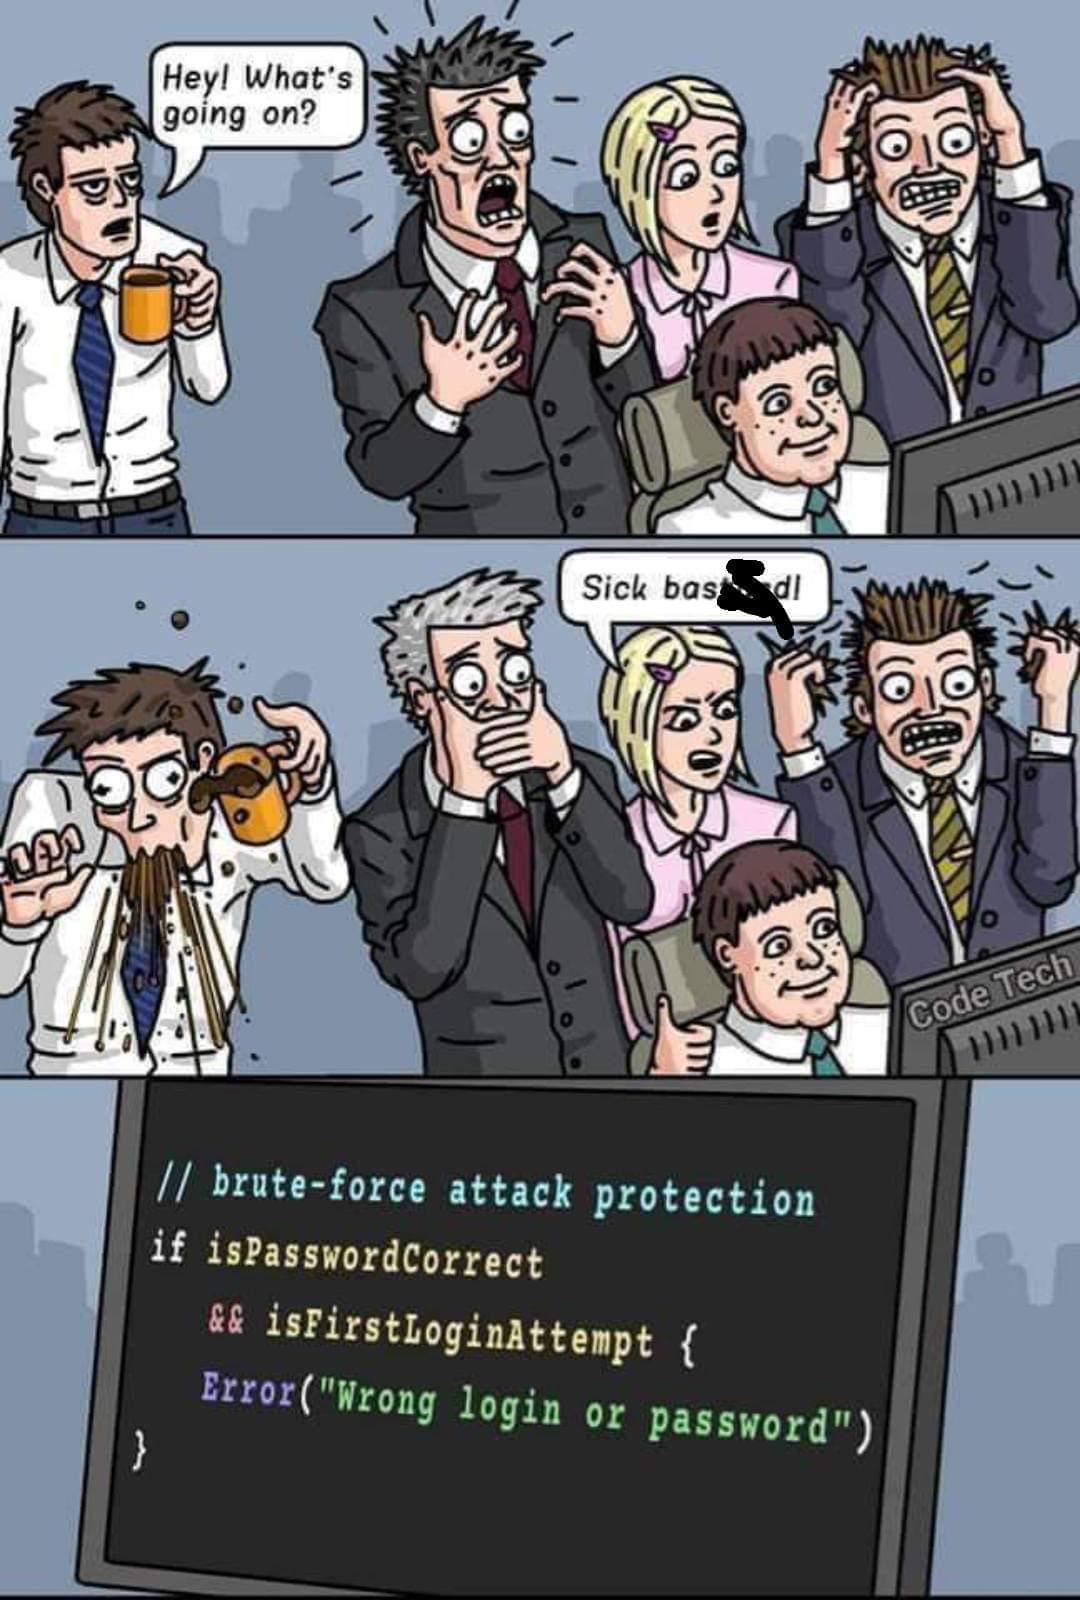 Hey! What's
going on?
Sick
Code Tech
// brute-force attack protection
if isPasswordCorrect
&& isFirstLoginAttempt {
Error("Wrong login or password")
}